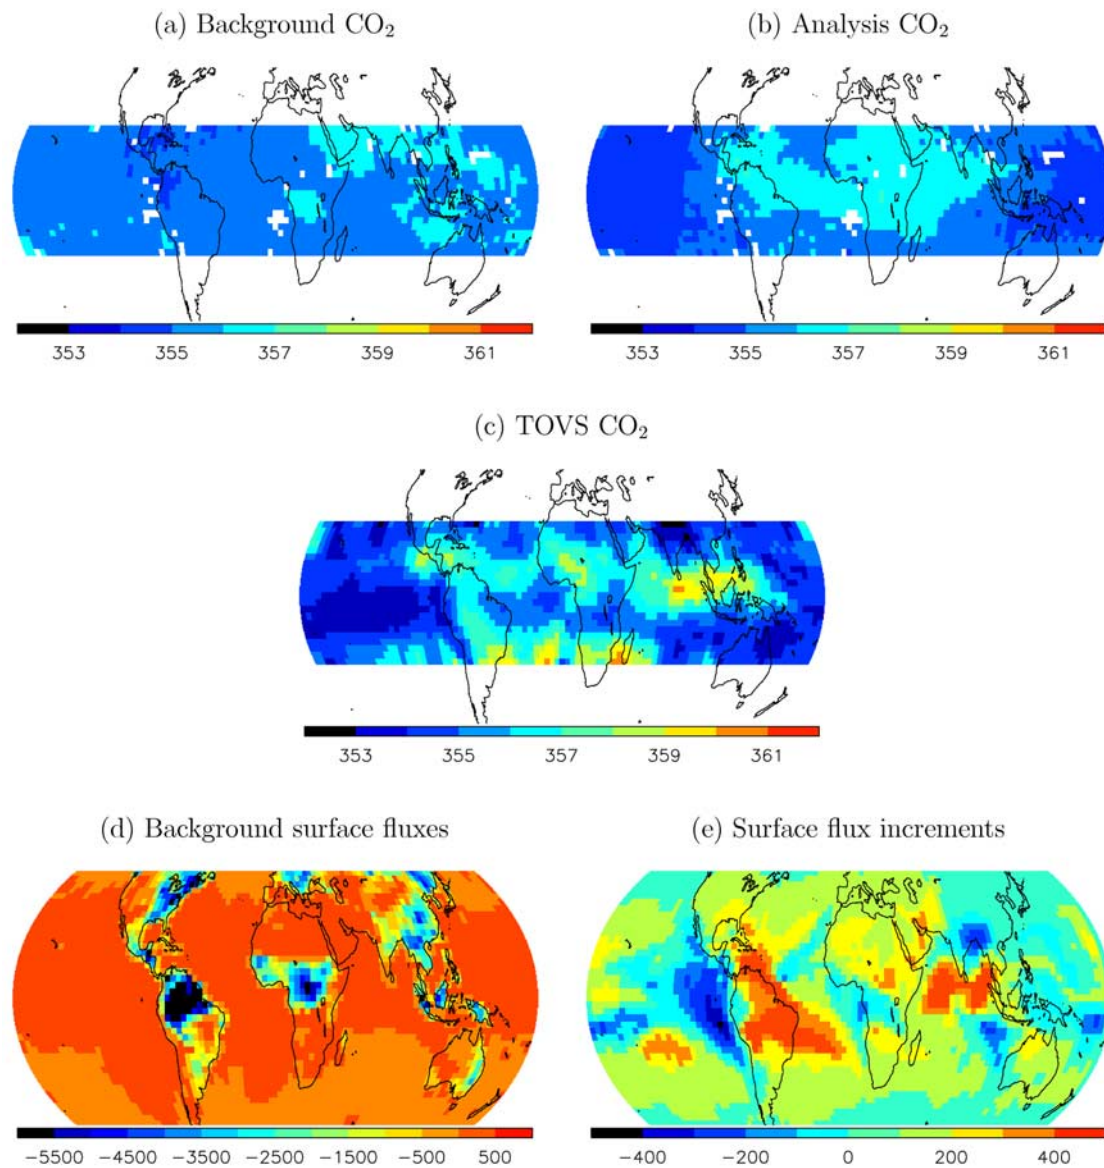 (a) Background CO₂
(b) Analysis CO₂
353 355 357 359 361
353 355 357 359 361
(c) TOVS CO₂
353 355 357 359 361
(d) Background surface fluxes
(e) Surface flux increments
−5500 −4500 −3500 −2500 −1500 −500 500
−400 −200 0 200 400